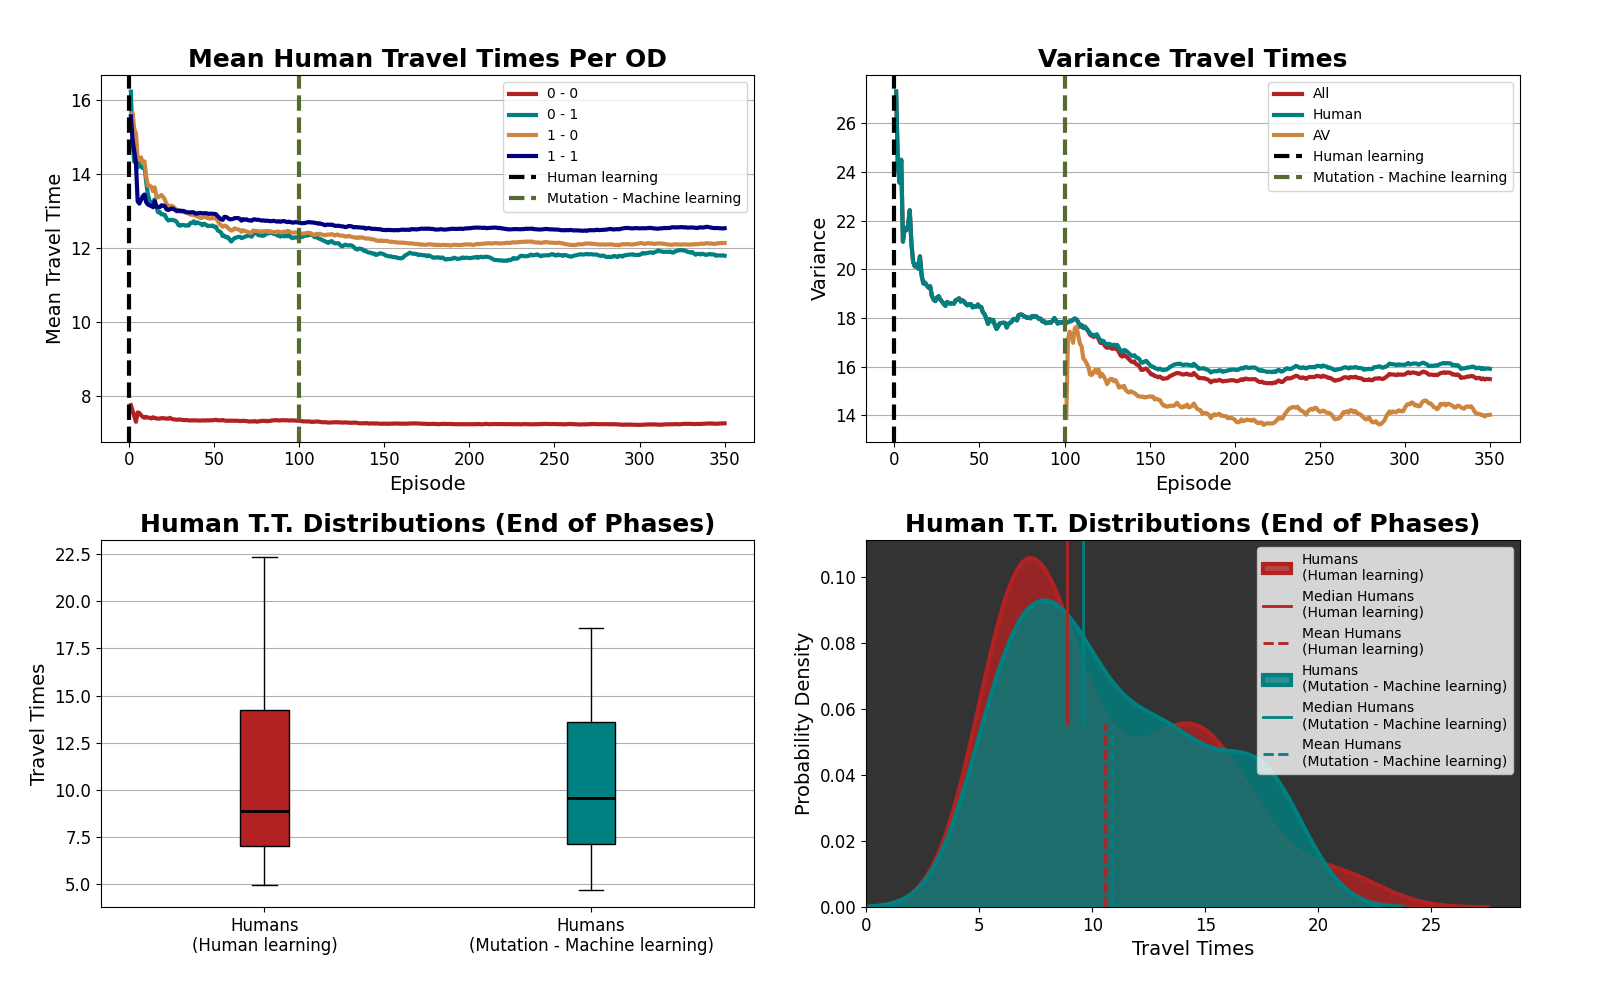 Mean Human Travel Times Per OD
16
14
12
10
8
Mean Travel Time
0
50
100
150
200
250
300
350
Episode
0 - 0
0 - 1
1 - 0
1 - 1
Human learning
Mutation - Machine learning
Variance Travel Times
26
24
22
20
18
16
14
Variance
0
50
100
150
200
250
300
350
Episode
All
Human
AV
Human learning
Mutation - Machine learning
Human T.T. Distributions (End of Phases)
22.5
20.0
17.5
15.0
12.5
10.0
7.5
5.0
Travel Times
Humans
(Human learning)
Humans
(Mutation - Machine learning)
Human T.T. Distributions (End of Phases)
0.10
0.08
0.06
0.04
0.02
0.00
Probability Density
0
5
10
15
20
25
Travel Times
Humans
(Human learning)
Median Humans
(Human learning)
Mean Humans
(Human learning)
Humans
(Mutation - Machine learning)
Median Humans
(Mutation - Machine learning)
Mean Humans
(Mutation - Machine learning)